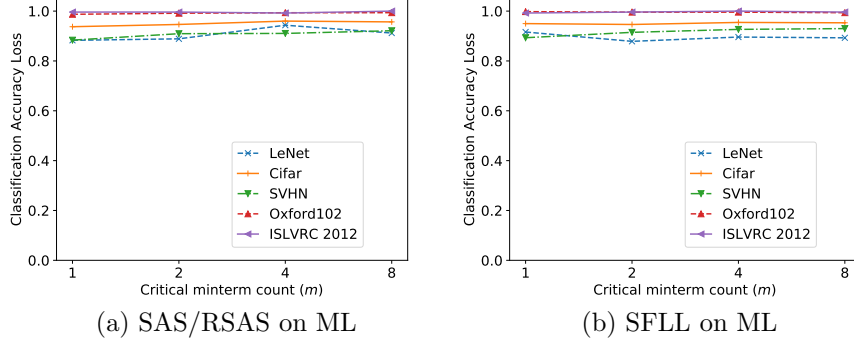 1.0
0.8
0.6
0.4
0.2
0.0
Classification Accuracy Loss
LeNet
Cifar
SVHN
Oxford102
ISLVRC 2012
1 2 4 8
Critical minterm count (m)
(a) SAS/RSAS on ML
1.0
0.8
0.6
0.4
0.2
0.0
Classification Accuracy Loss
LeNet
Cifar
SVHN
Oxford102
ISLVRC 2012
1 2 4 8
Critical minterm count (m)
(b) SFLL on ML